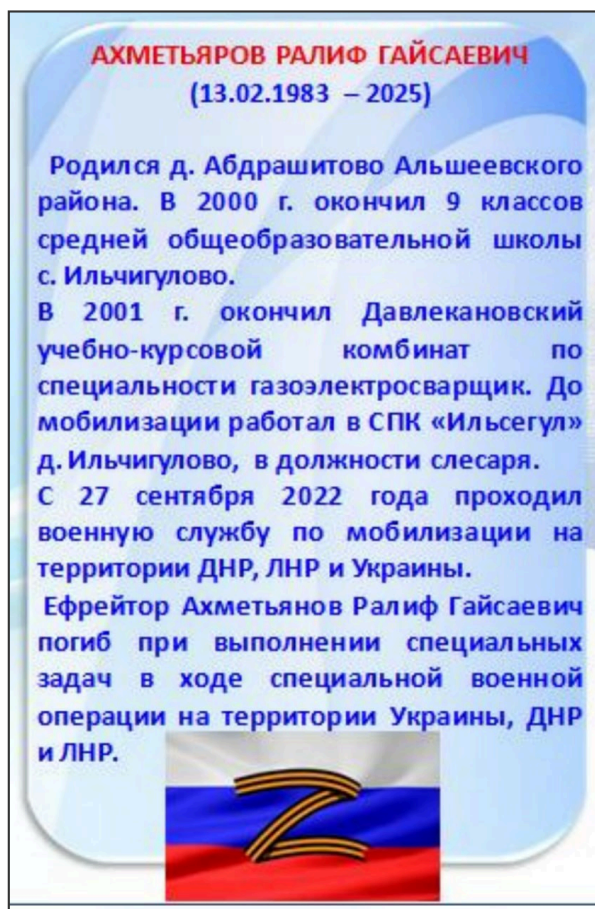 АХМЕТЬЯРОВ РАЛИФ ГАЙСАЕВИЧ
(13.02.1983 – 2025)
Родился д. Абдрашитово Альшеевского
района. В 2000 г. окончил 9 классов
средней общеобразовательной школы
с. Ильчигулово.
В 2001 г. окончил Давлекановский
учебно-курсовой комбинат по
специальности газоэлектросварщик. До
мобилизации работал в СПК «Ильсегул»
д. Ильчигулово, в должности слесаря.
С 27 сентября 2022 года проходил
военную службу по мобилизации на
территории ДНР, ЛНР и Украины.
Ефрейтор Ахметьянов Ралиф Гайсаевич
погиб при выполнении специальных
задач в ходе специальной военной
операции на территории Украины, ДНР
и ЛНР.
Z